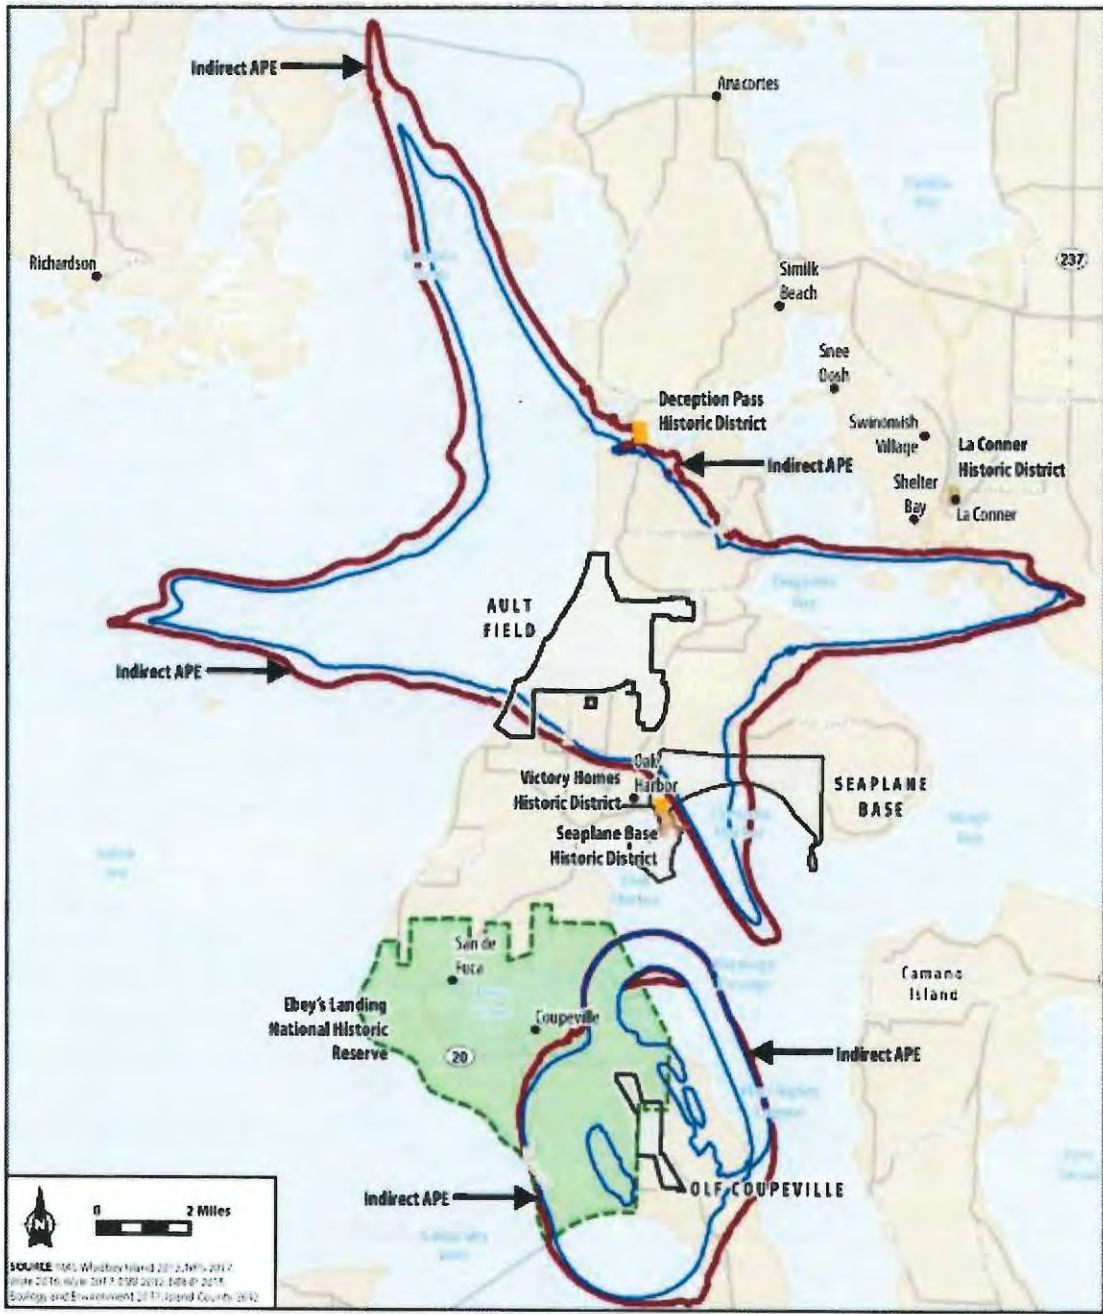 Indirect APE
Anacortes
Richardson
237
Similk
Beach
Snee
Oosh
Deception Pass
Historic District
Swinomish
Village
La Conner
Historic District
Indirect APE
Shelter
Bay
La Conner
AULT
FIELD
Indirect APE
Oak
Harbor
Victory Homes
Historic District
SEAPLANE
BASE
Seaplane Base
Historic District
San de
Fuca
Camano
Island
Ebey's Landing
National Historic
Reserve
Coupeville
20
Indirect APE
Indirect APE
OLF COUPEVILLE
N
0 2 Miles
SOURCE